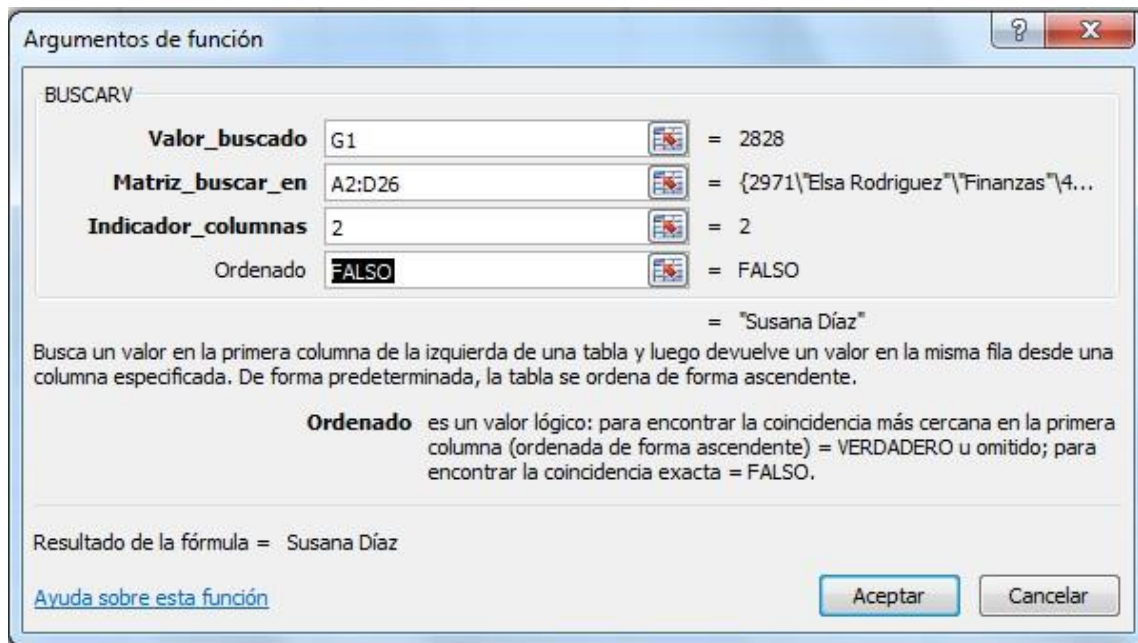 Argumentos de función
BUSCARV
Valor_buscado G1 = 2828
Matriz_buscar_en A2:D26 = {2971\"Elsa Rodriguez"\"Finanzas"\4...
Indicador_columnas 2 = 2
Ordenado FALSO = FALSO
= "Susana Díaz"
Busca un valor en la primera columna de la izquierda de una tabla y luego devuelve un valor en la misma fila desde una
columna especificada. De forma predeterminada, la tabla se ordena de forma ascendente.
Ordenado es un valor lógico: para encontrar la coincidencia más cercana en la primera
columna (ordenada de forma ascendente) = VERDADERO u omitido; para
encontrar la coincidencia exacta = FALSO.
Resultado de la fórmula = Susana Díaz
Ayuda sobre esta función Aceptar Cancelar